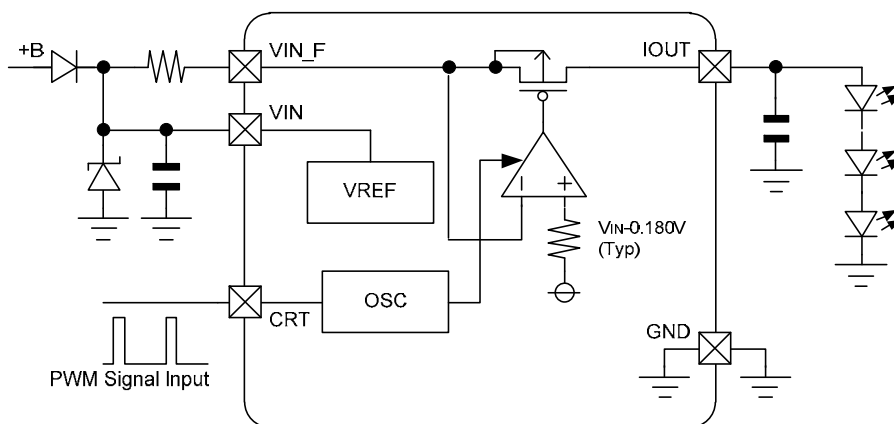 +B
VIN_F
IOUT
VIN
VREF
VIN-0.180V
(Typ)
OSC
CRT
GND
PWM Signal Input